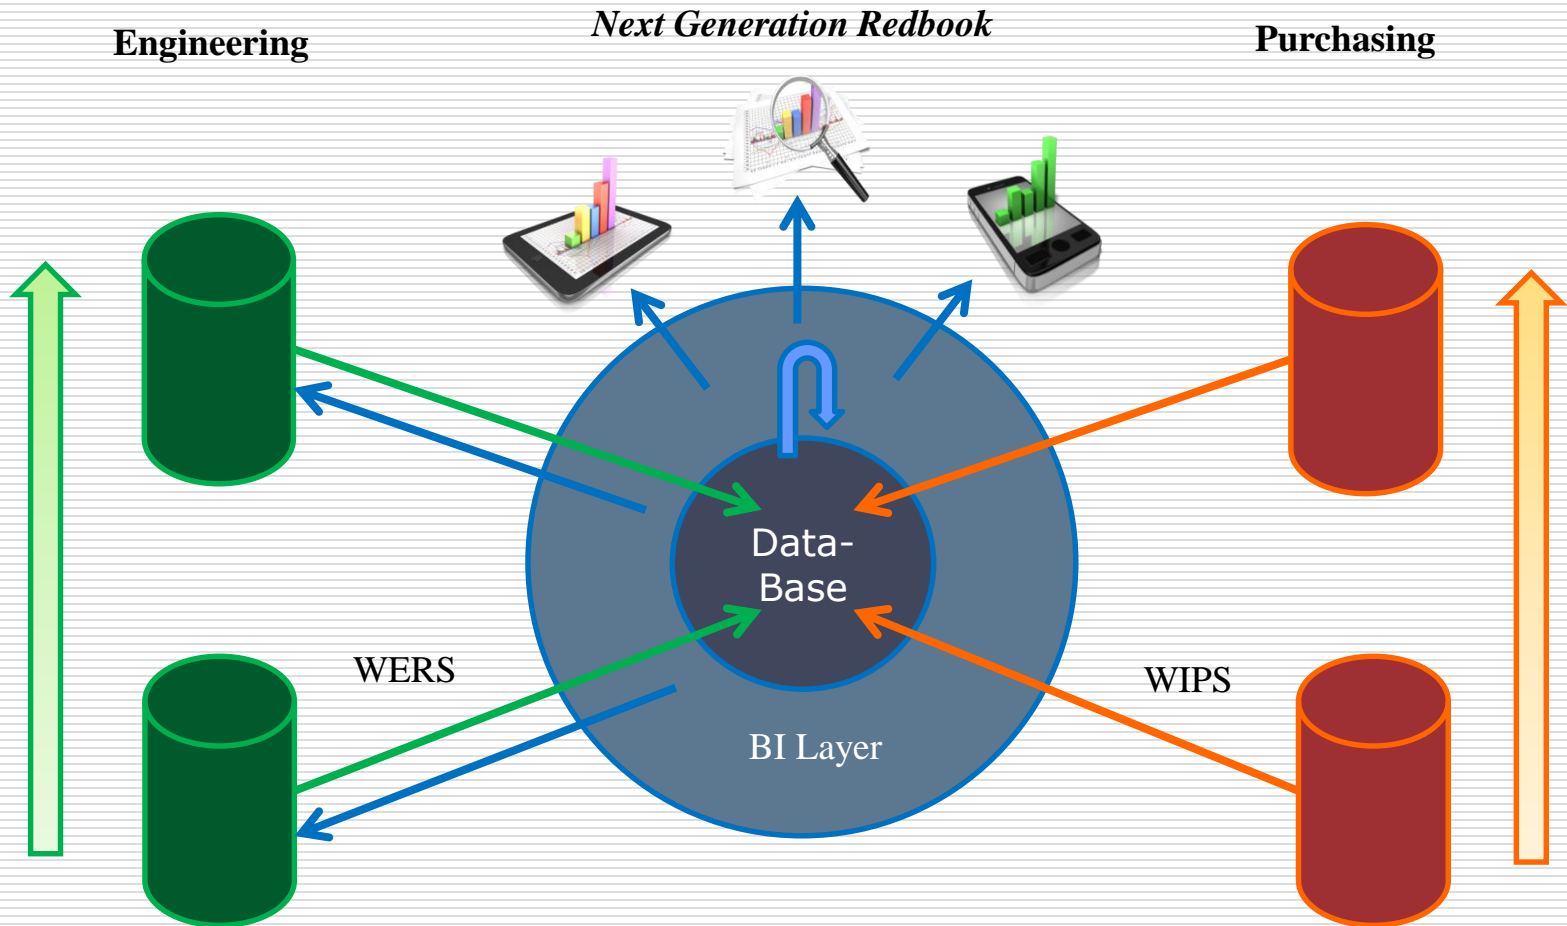 Next Generation Redbook
Engineering
Purchasing
Data-
Base
WERS
WIPS
BI Layer